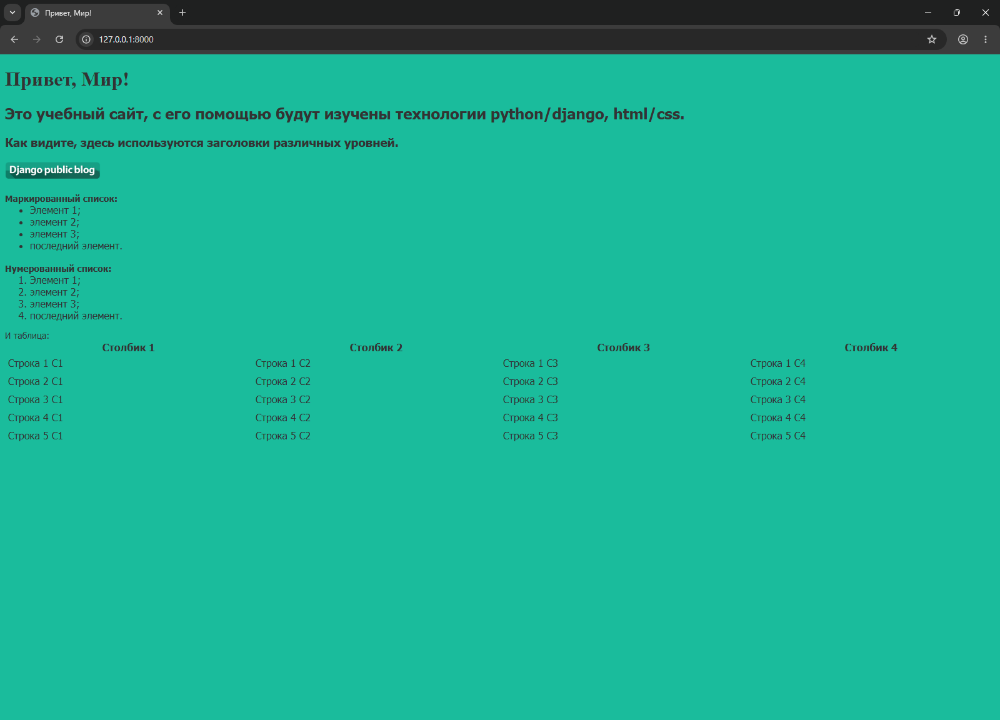 Привет, Мир!
127.0.0.1:8000
Привет, Мир!
Это учебный сайт, с его помощью будут изучены технологии python/django, html/css.
Как видите, здесь используются заголовки различных уровней.
Django public blog
Маркированный список:
• Элемент 1;
• элемент 2;
• элемент 3;
• последний элемент.
Нумерованный список:
1. Элемент 1;
2. элемент 2;
3. элемент 3;
4. последний элемент.
И таблица:
Столбик 1 Столбик 2 Столбик 3 Столбик 4
Строка 1 С1 Строка 1 С2 Строка 1 С3 Строка 1 С4
Строка 2 С1 Строка 2 С2 Строка 2 С3 Строка 2 С4
Строка 3 С1 Строка 3 С2 Строка 3 С3 Строка 3 С4
Строка 4 С1 Строка 4 С2 Строка 4 С3 Строка 4 С4
Строка 5 С1 Строка 5 С2 Строка 5 С3 Строка 5 С4